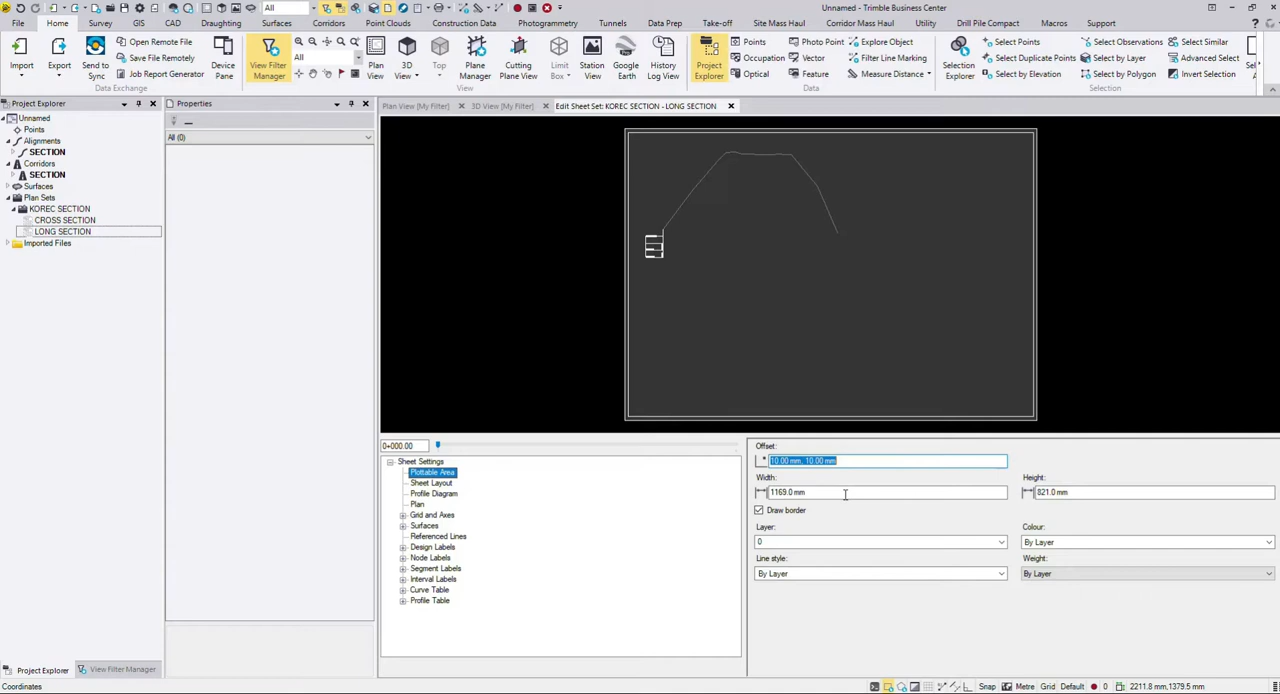 Unnamed - Trimble Business Center
All
File Home Survey GIS CAD Draughting Surfaces Corridors Point Clouds Construction Data Photogrammetry Tunnels Data Prep Take-off Site Mass Haul Corridor Mass Haul Utility Drill Pile Compact Macros Support
Import
Export
Send to Sync
Open Remote File
Save File Remotely
Job Report Generator
Device Pane
Data Exchange
View Filter Manager
All
Plan View
3D View
Top
Plane Manager
Cutting Plane View
Limit Box
Station View
Google Earth
History Log View
View
Project Explorer
Points
Occupation
Optical
Photo Point
Vector
Feature
Explore Object
Filter Line Marking
Measure Distance
Data
Selection Explorer
Select Points
Select Duplicate Points
Select by Elevation
Select Observations
Select by Layer
Select by Polygon
Select Similar
Advanced Select
Invert Selection
Selection
Project Explorer
Unnamed
Points
Alignments
SECTION
Corridors
SECTION
Surfaces
Plan Sets
KOREC SECTION
CROSS SECTION
LONG SECTION
Imported Files
Properties
All (0)
Plan View [My Filter] 3D View [My Filter] Edit Sheet Set: KOREC SECTION - LONG SECTION
0+000.00
Sheet Settings
Plottable Area
Sheet Layout
Profile Diagram
Plan
Grid and Axes
Surfaces
Referenced Lines
Design Labels
Node Labels
Segment Labels
Interval Labels
Curve Table
Profile Table
Offset:
10.00 mm, 10.00 mm
Width: Height:
1169.0 mm 821.0 mm
Draw border
Layer: Colour:
0 By Layer
Line style: Weight:
By Layer By Layer
Project Explorer View Filter Manager
Coordinates
Snap Metre Grid Default 0 2211.8 mm,1379.5 mm